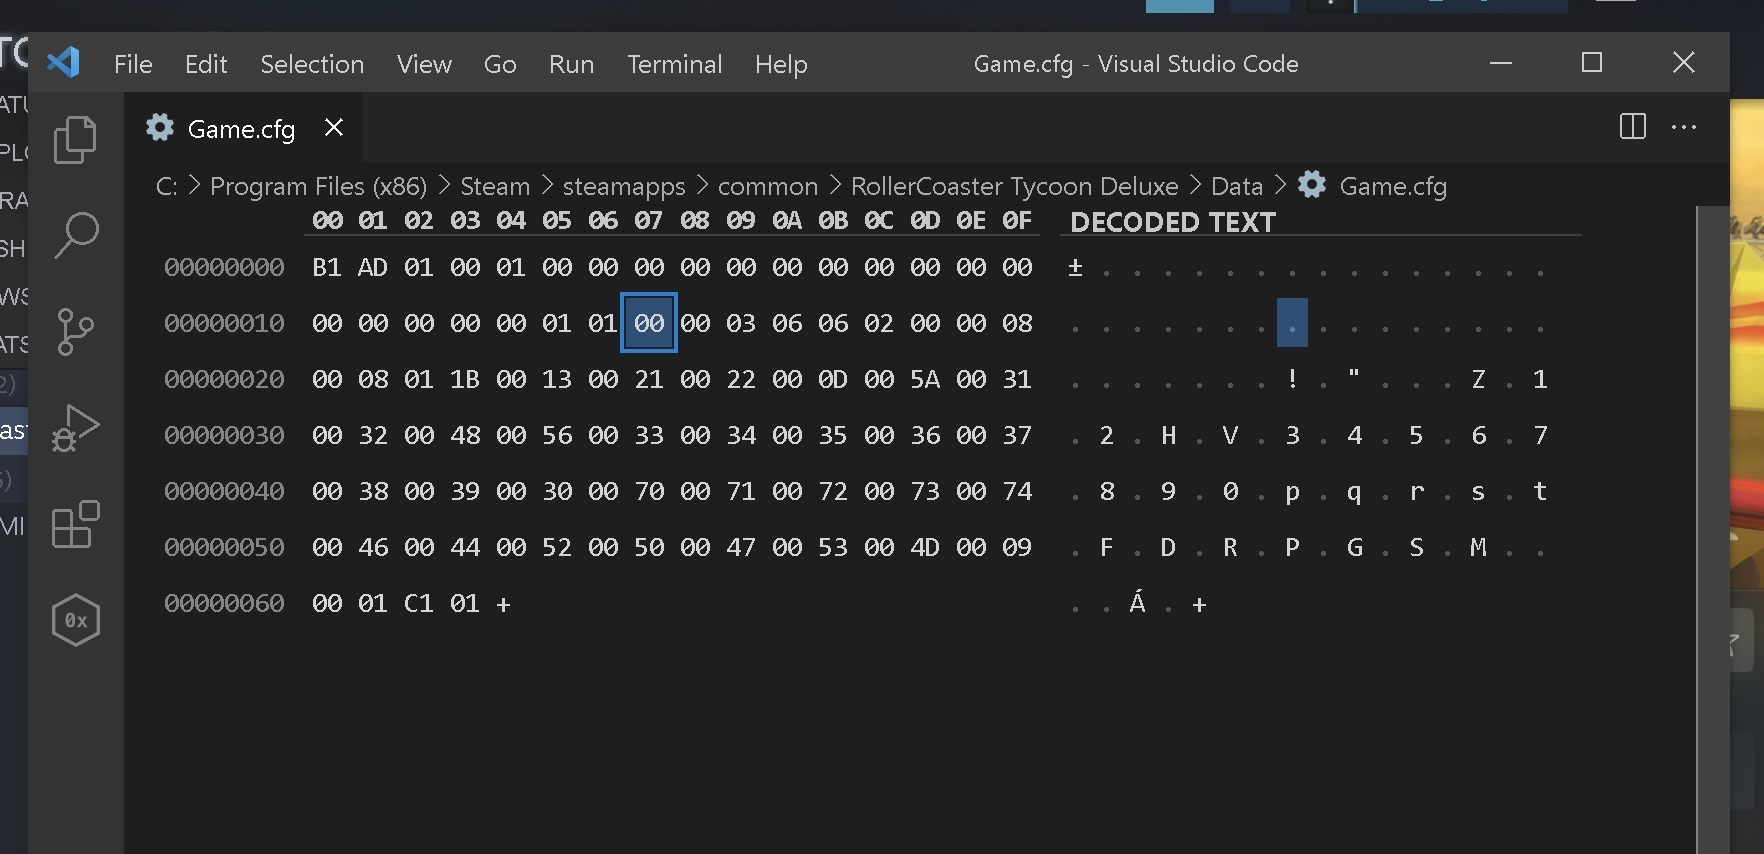 File Edit Selection View Go Run Terminal Help Game.cfg - Visual Studio Code
Game.cfg
C: > Program Files (x86) > Steam > steamapps > common > RollerCoaster Tycoon Deluxe > Data > Game.cfg
00 01 02 03 04 05 06 07 08 09 0A 0B 0C 0D 0E 0F DECODED TEXT
00000000 B1 AD 01 00 01 00 00 00 00 00 00 00 00 00 00 00 ± . . . . . . . . . . . . . . .
00000010 00 00 00 00 00 01 01 00 00 03 06 06 02 00 00 08 . . . . . . . . . . . . . . . .
00000020 00 08 01 1B 00 13 00 21 00 22 00 0D 00 5A 00 31 . . . . . . . ! . " . . . Z . 1
00000030 00 32 00 48 00 56 00 33 00 34 00 35 00 36 00 37 . 2 . H . V . 3 . 4 . 5 . 6 . 7
00000040 00 38 00 39 00 30 00 70 00 71 00 72 00 73 00 74 . 8 . 9 . 0 . p . q . r . s . t
00000050 00 46 00 44 00 52 00 50 00 47 00 53 00 4D 00 09 . F . D . R . P . G . S . M . .
00000060 00 01 C1 01 + . . Á . +
0x